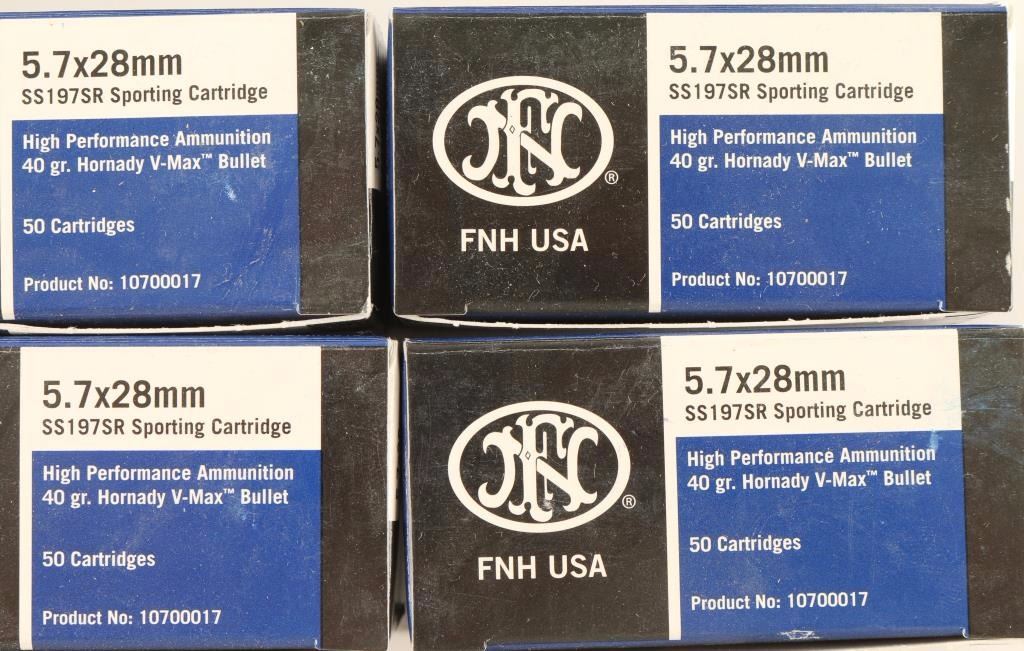 5.7x28mm
SS197SR Sporting Cartridge
High Performance Ammunition
40 gr. Hornady V-Max™ Bullet
50 Cartridges
Product No: 10700017
FN®
FNH USA
5.7x28mm
SS197SR Sporting Cartridge
High Performance Ammunition
40 gr. Hornady V-Max™ Bullet
50 Cartridges
Product No: 10700017
5.7x28mm
SS197SR Sporting Cartridge
High Performance Ammunition
40 gr. Hornady V-Max™ Bullet
50 Cartridges
Product No: 10700017
FN®
FNH USA
5.7x28mm
SS197SR Sporting Cartridge
High Performance Ammunition
40 gr. Hornady V-Max™ Bullet
50 Cartridges
Product No: 10700017